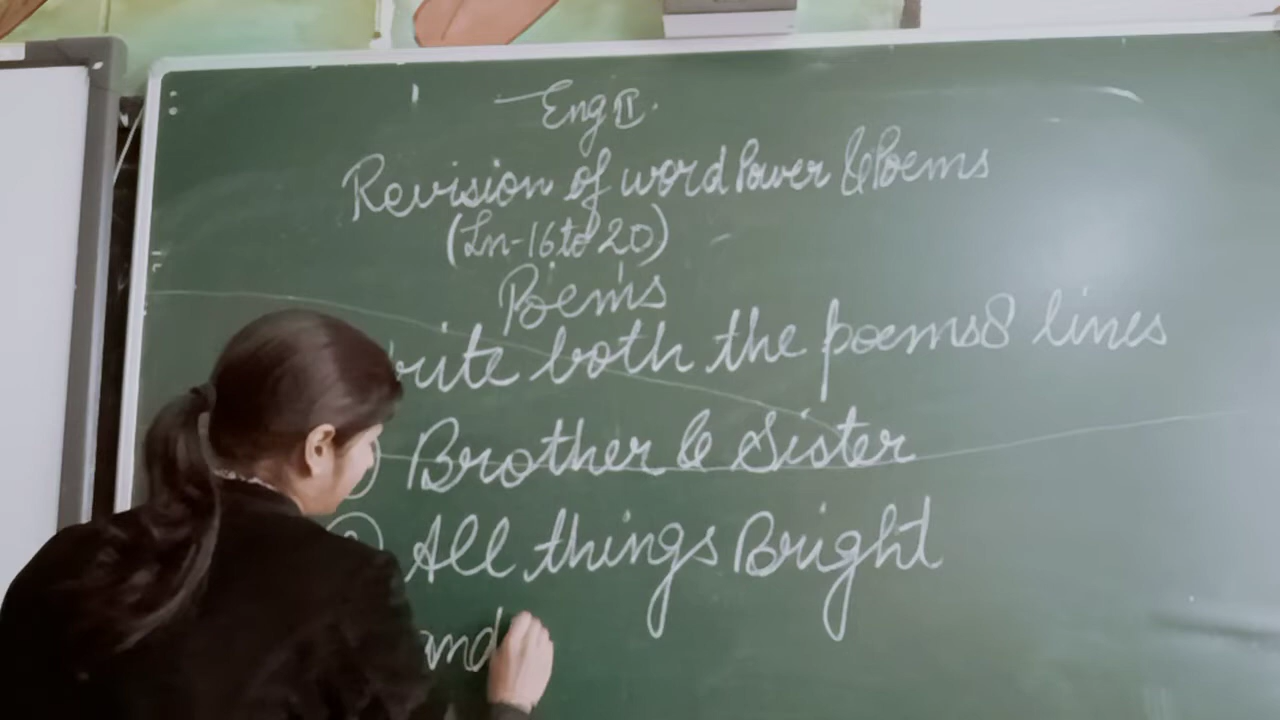 Eng II.
Revision of word Power & Poems
(Ln-16 to 20)
Poems
rite both the poems 8 lines
Brother & Sister
All things Bright
and